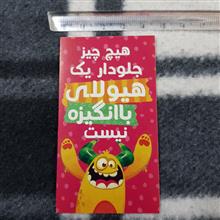 هیچ چیز
جلودار یک
هیولای
باانگیزه
نیست